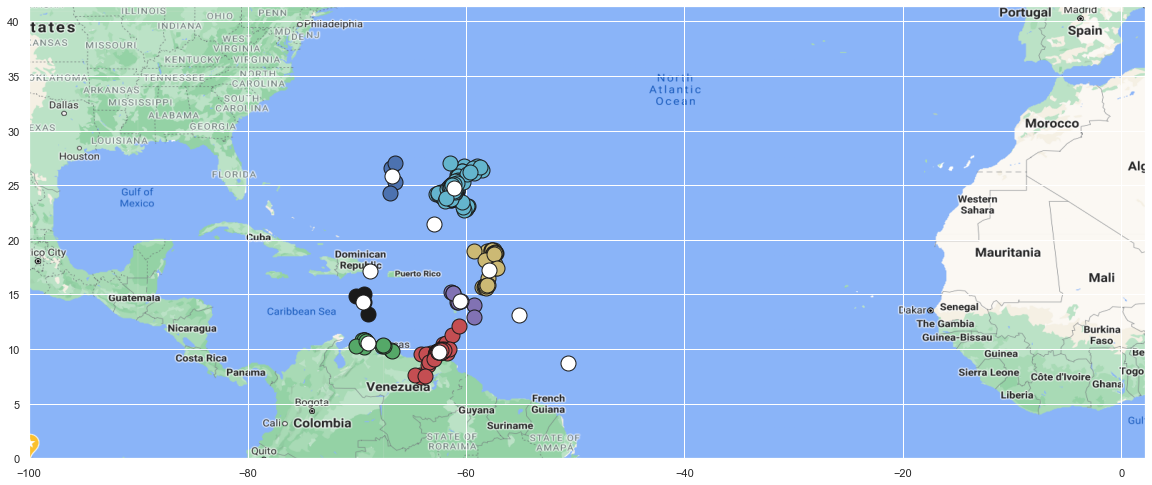 ILLINOIS
OHIO
PENN
INDIANA
Philadelphia
tates
MD
DE NJ
KANSAS
MISSOURI
WEST
VIRGINIA
KENTUCKY
VIRGINIA
OKLAHOMA
TENNESSEE
NORTH
CAROLINA
ARKANSAS
MISSISSIPPI
SOUTH
CAROLINA
Dallas
ALABAMA
GEORGIA
EXAS
LOUISIANA
Houston
FLORIDA
Gulf of
Mexico
Cuba
ico City
Dominican
Republic
Puerto Rico
Guatemala
Caribbean Sea
Nicaragua
Costa Rica
Panama
Venezuela
Bogota
Cali
Colombia
Guyana
French
Guiana
Suriname
STATE OF
RORAIMA
STATE OF
AMAPA
Quito
North
Atlantic
Ocean
Portugal
Madrid
Spain
Morocco
Alg
Western
Sahara
Mauritania
Mali
Dakar
Senegal
The Gambia
Guinea-Bissau
Burkina
Faso
Guinea
Be
Sierra Leone
Côte d'Ivoire
Togo
Ghana
Liberia
Gulf
40
35
30
25
20
15
10
5
0
−100
−80
−60
−40
−20
0